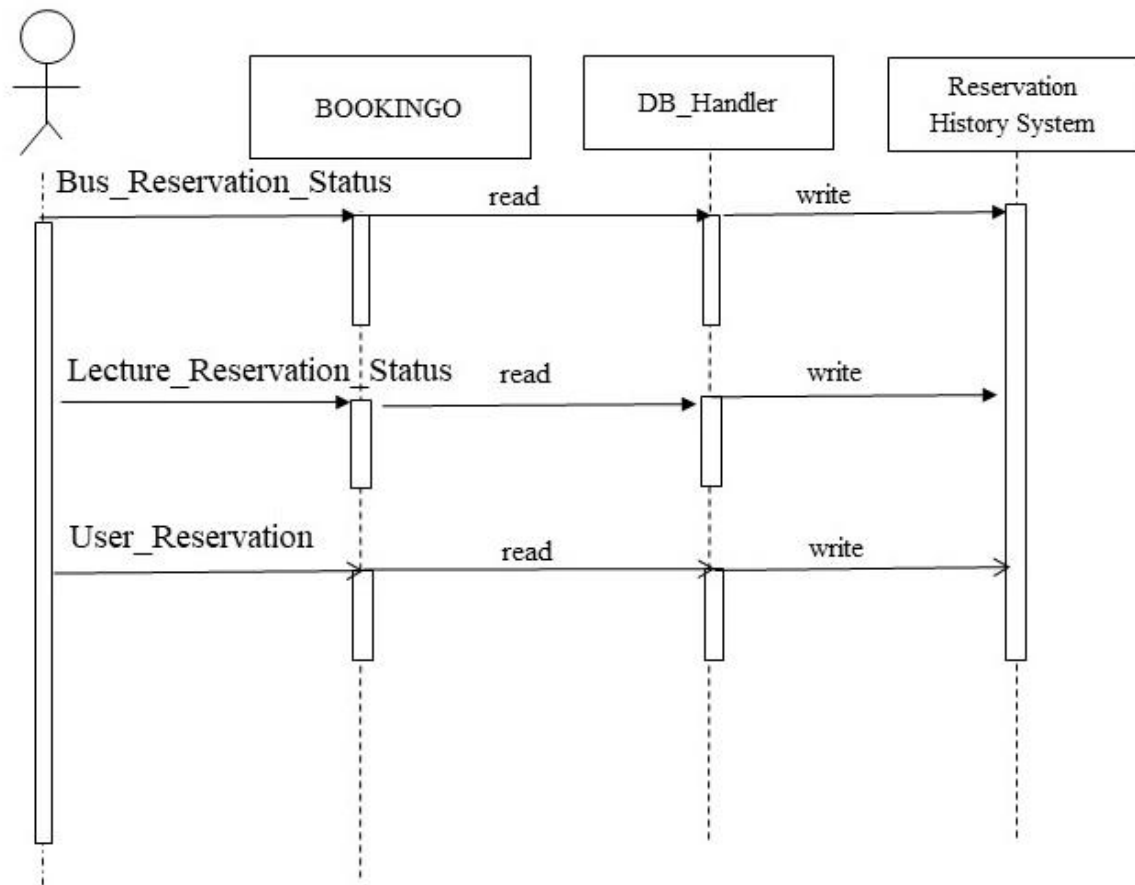 BOOKINGO
DB_Handler
Reservation
History System
Bus_Reservation_Status
read
write
Lecture_Reservation_Status
read
write
User_Reservation
read
write